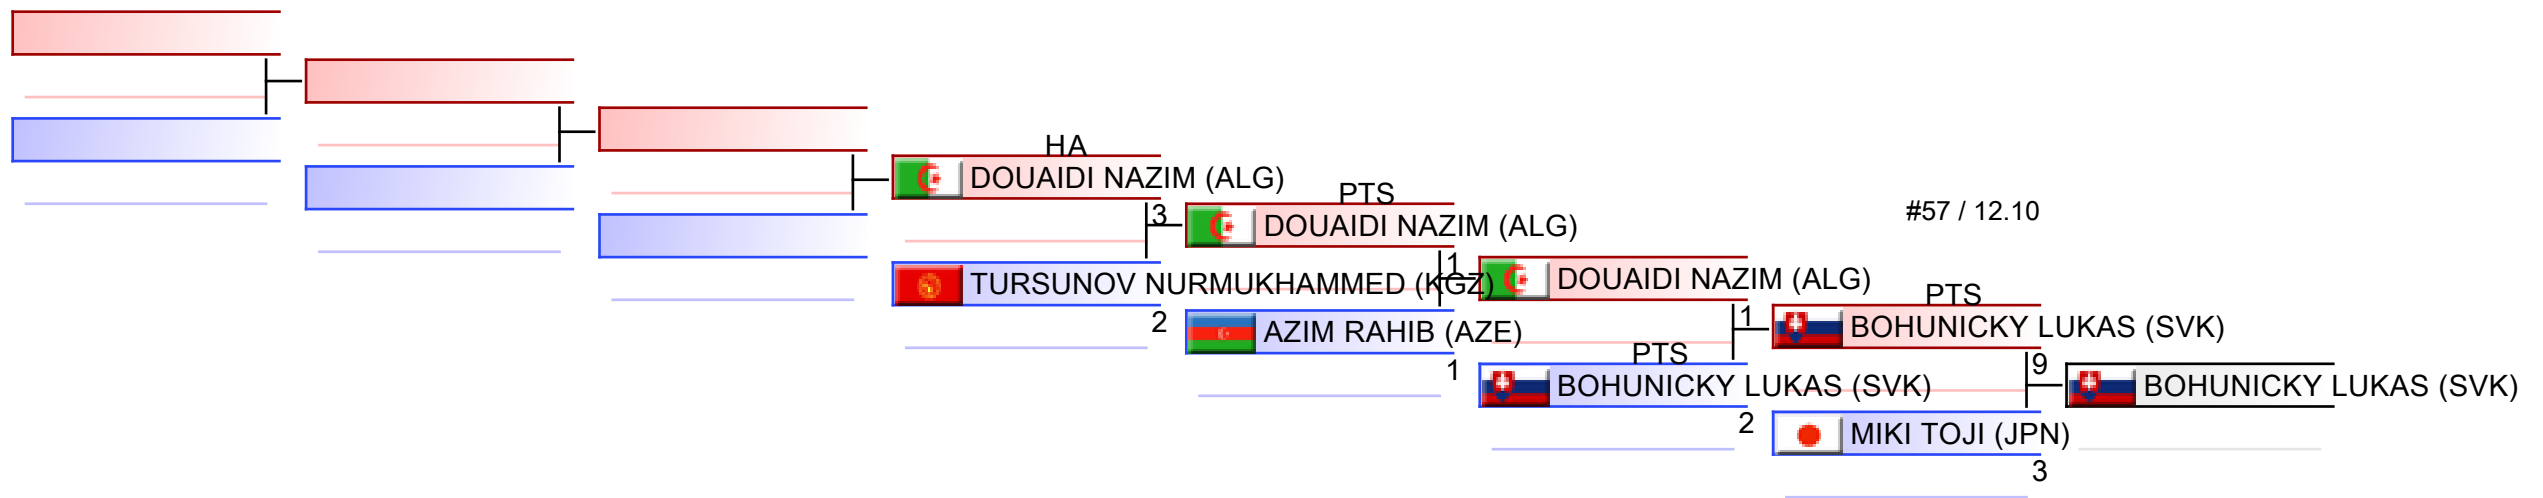 HA
DOUAIDI NAZIM (ALG)
3
TURSUNOV NURMUKHAMMED (KGZ)
2
PTS
DOUAIDI NAZIM (ALG)
1
AZIM RAHIB (AZE)
1
DOUAIDI NAZIM (ALG)
1
PTS
BOHUNICKY LUKAS (SVK)
2
#57 / 12.10
PTS
BOHUNICKY LUKAS (SVK)
9
MIKI TOJI (JPN)
3
BOHUNICKY LUKAS (SVK)